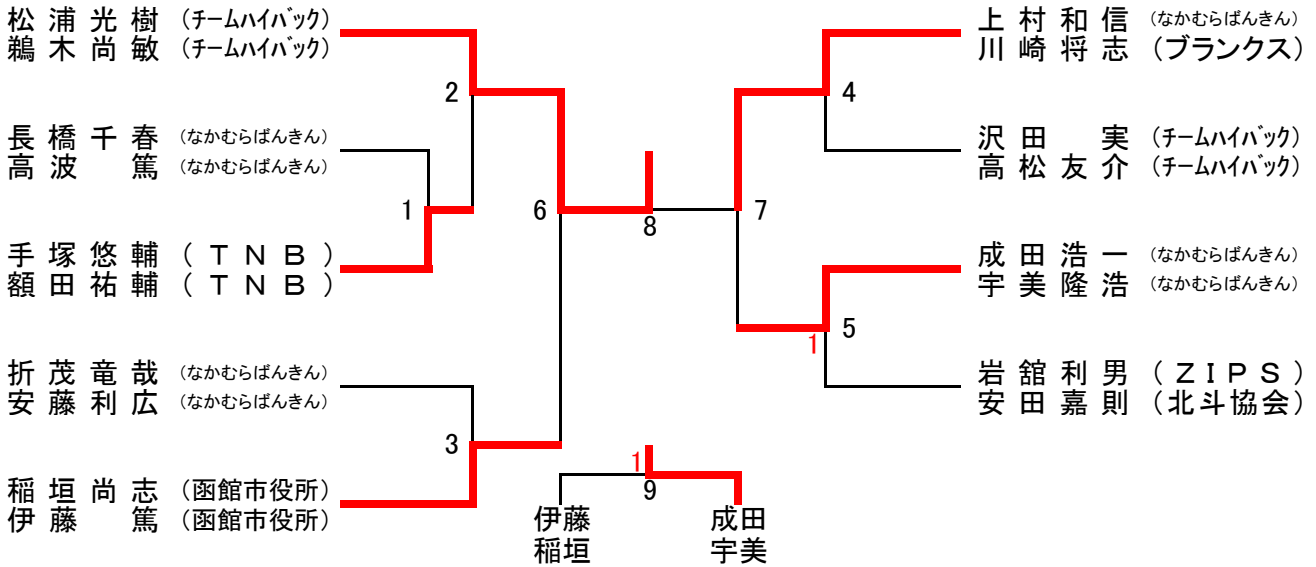 松浦光樹 (チームハイバック)
鵜木尚敏 (チームハイバック)
2
長橋千春 (なかむらばんきん)
高波 篤 (なかむらばんきん)
1
手塚悠輔 (TNB)
額田祐輔 (TNB)
6
折茂竜哉 (なかむらばんきん)
安藤利広 (なかむらばんきん)
3
稲垣尚志 (函館市役所)
伊藤 篤 (函館市役所)
8
上村和信 (なかむらばんきん)
川崎将志 (ブランクス)
4
沢田 実 (チームハイバック)
高松友介 (チームハイバック)
7
成田浩一 (なかむらばんきん)
宇美隆浩 (なかむらばんきん)
5
1
岩舘利男 (ZIPS)
安田嘉則 (北斗協会)
1
9
伊藤
稲垣
成田
宇美